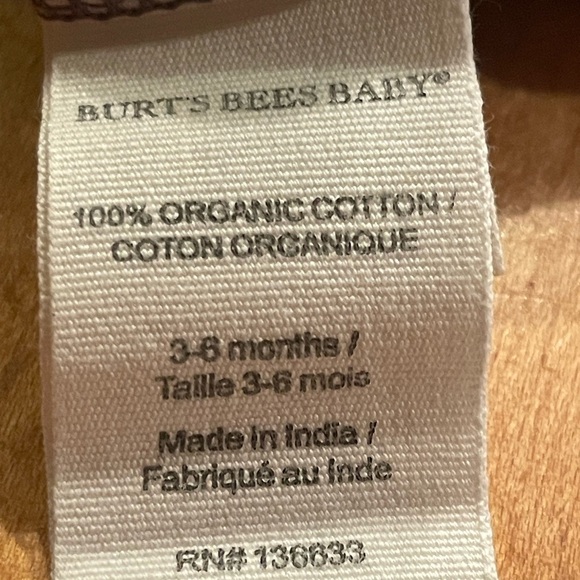 BURT'S BEES BABY®
100% ORGANIC COTTON /
COTON ORGANIQUE
3-6 months /
Taille 3-6 mois
Made in India /
Fabriqué au Inde
RN# 136633